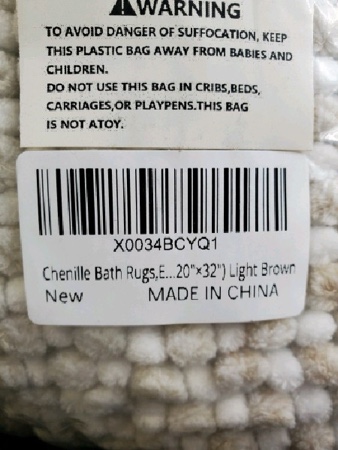 ⚠WARNING
TO AVOID DANGER OF SUFFOCATION, KEEP
THIS PLASTIC BAG AWAY FROM BABIES AND
CHILDREN.
DO NOT USE THIS BAG IN CRIBS,BEDS,
CARRIAGES,OR PLAYPENS.THIS BAG
IS NOT ATOY.
X0034BCYQ1
Chenille Bath Rugs,E...20"×32") Light Brown
New MADE IN CHINA